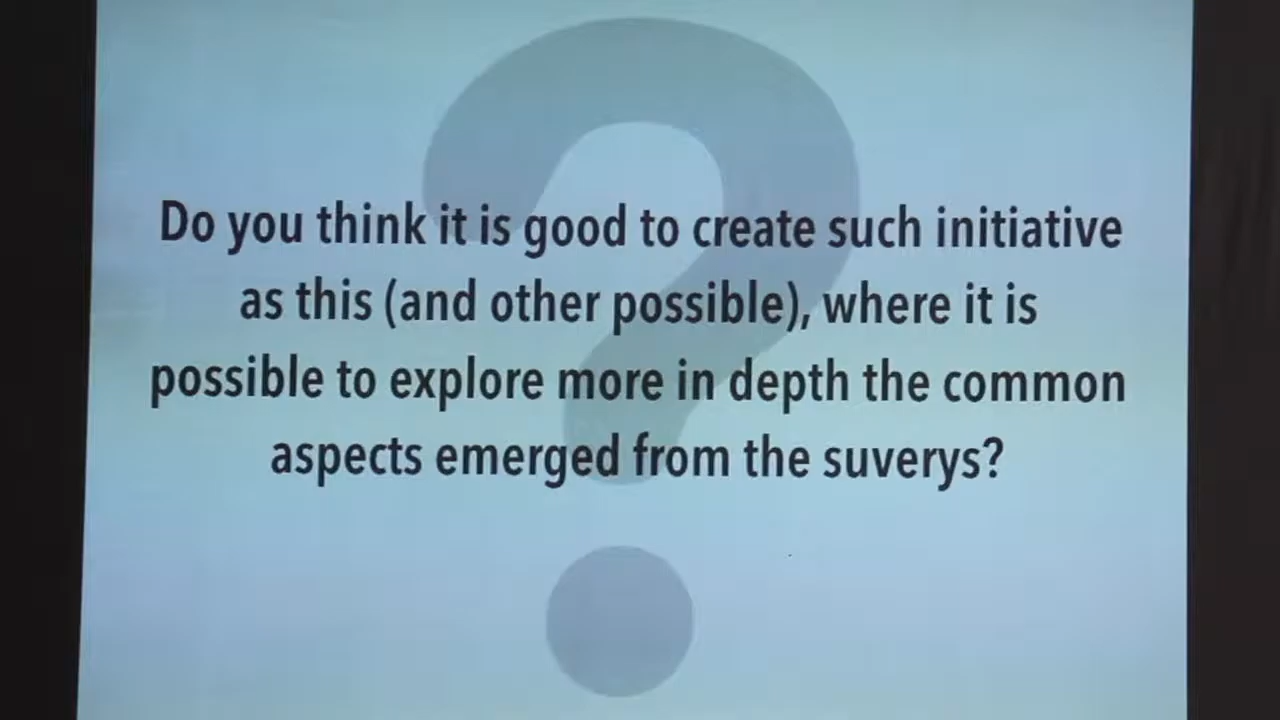 Do you think it is good to create such initiative
as this (and other possible), where it is
possible to explore more in depth the common
aspects emerged from the suverys?